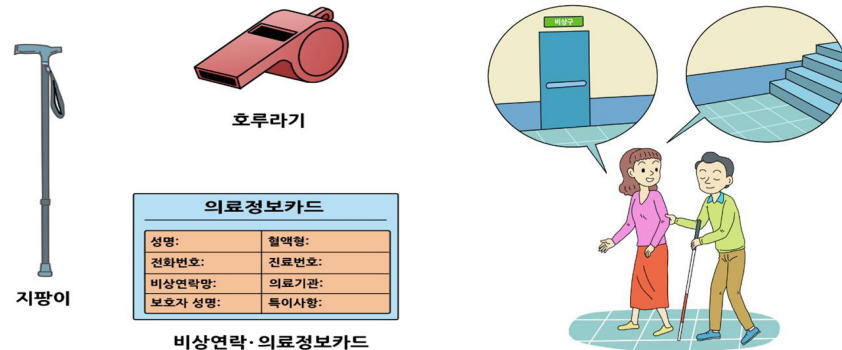 호루라기
지팡이
의료정보카드
성명: 혈액형:
전화번호: 진료번호:
비상연락망: 의료기관:
보호자 성명: 특이사항:
비상연락·의료정보카드
비상구